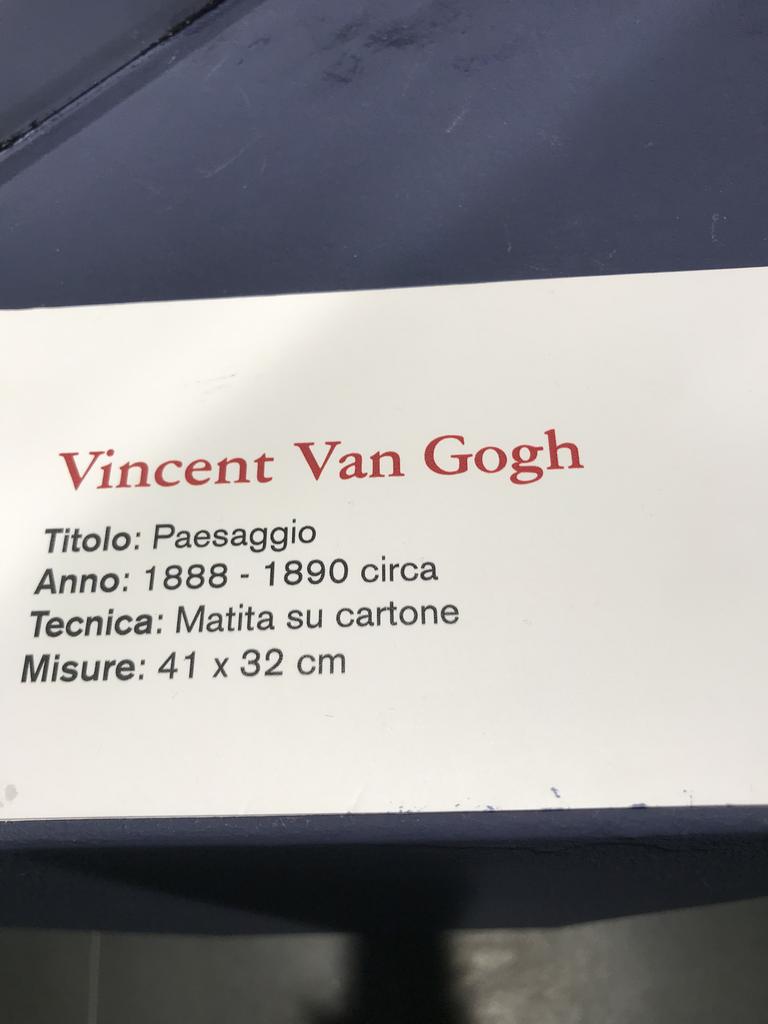 Vincent Van Gogh
Titolo: Paesaggio
Anno: 1888 - 1890 circa
Tecnica: Matita su cartone
Misure: 41 x 32 cm